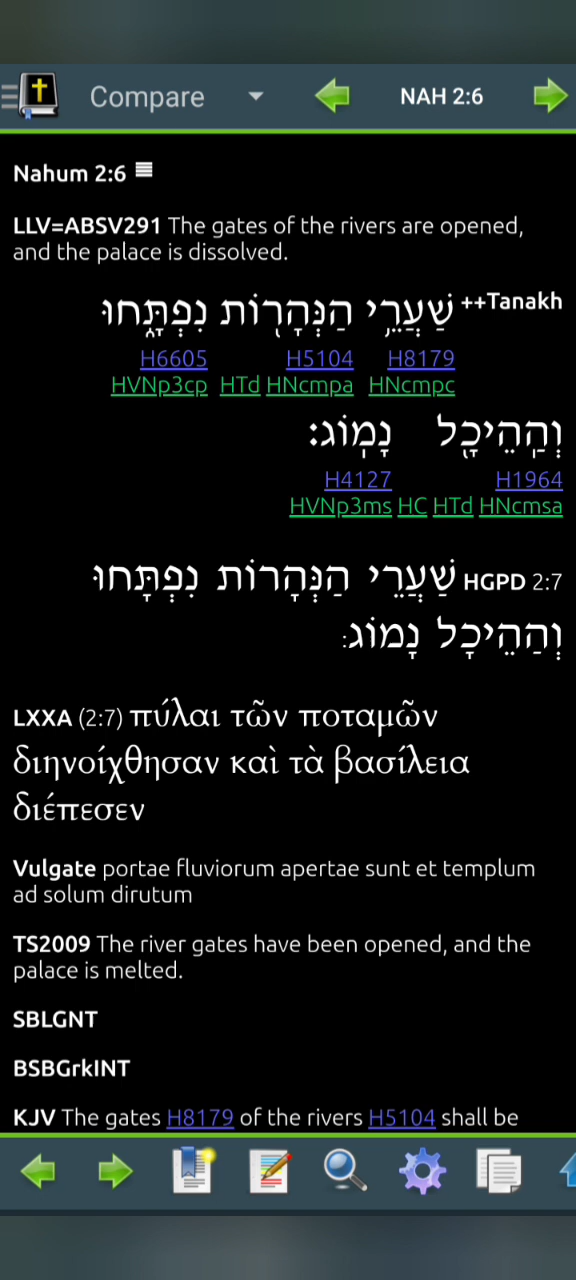 Compare
NAH 2:6
Nahum 2:6
LLV=ABSV291 The gates of the rivers are opened,
and the palace is dissolved.
++Tanakh שַׁעֲרֵ֥י הַנְּהָר֖וֹת נִפְתָּ֑חוּ
H6605 H5104 H8179
HVNp3cp HTd HNcmpa HNcmpc
וְהַֽהֵיכָ֖ל נָמֽוֹג׃
H4127 H1964
HVNp3ms HC HTd HNcmsa
HGPD 2:7 שַׁעֲרֵי הַנְּהָרוֹת נִפְתָּחוּ
וְהַהֵיכָל נָמוֹג׃
LXXA (2:7) πύλαι τῶν ποταμῶν
διηνοίχθησαν καὶ τὰ βασίλεια
διέπεσεν
Vulgate portae fluviorum apertae sunt et templum
ad solum dirutum
TS2009 The river gates have been opened, and the
palace is melted.
SBLGNT
BSBGrkINT
KJV The gates H8179 of the rivers H5104 shall be